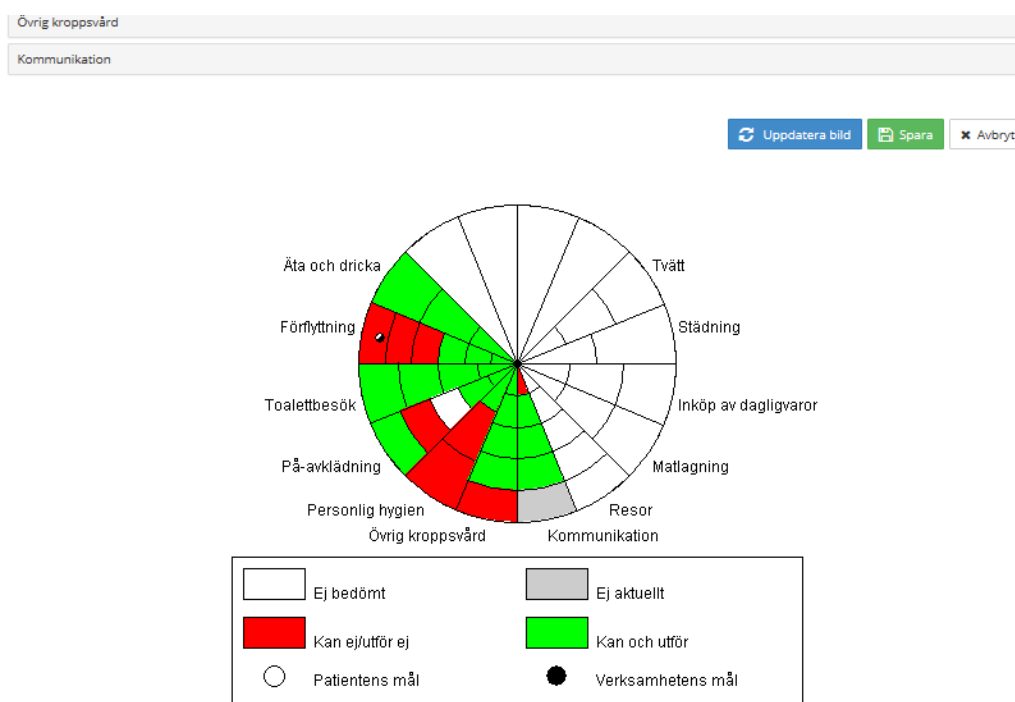 Övrig kroppsvård
Kommunikation
Uppdatera bild
Spara
Avbryt
Äta och dricka
Tvätt
Förflyttning
Städning
Toalettbesök
Inköp av dagligvaror
På-avklädning
Matlagning
Personlig hygien
Resor
Övrig kroppsvård
Kommunikation
Ej bedömt
Ej aktuellt
Kan ej/utför ej
Kan och utför
Patientens mål
Verksamhetens mål